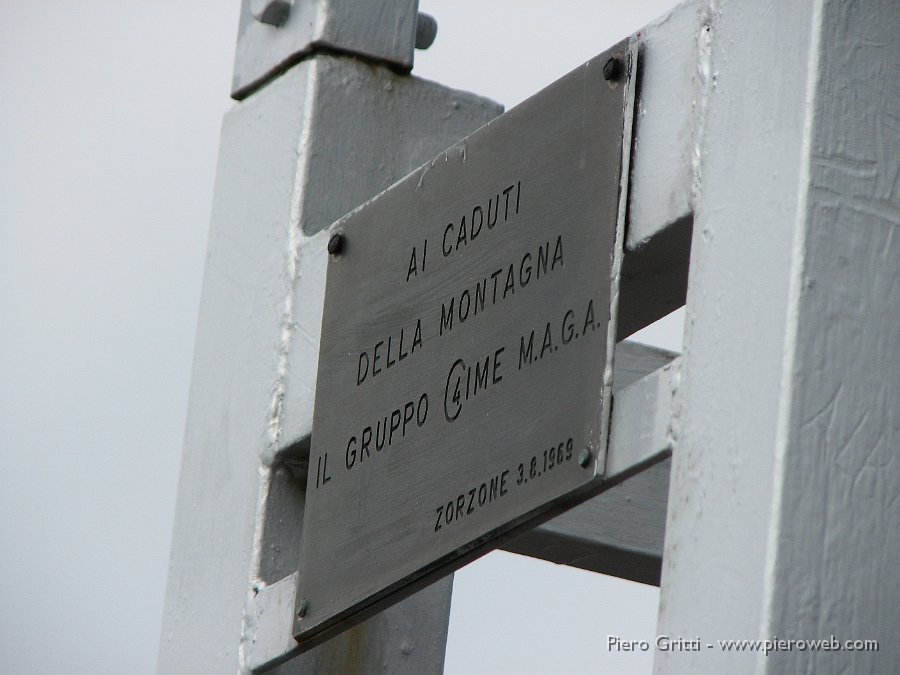 AI CADUTI
DELLA MONTAGNA
IL GRUPPO C4IME M.A.G.A.
ZORZONE 3.8.1969
Piero Gritti - www.pieroweb.com